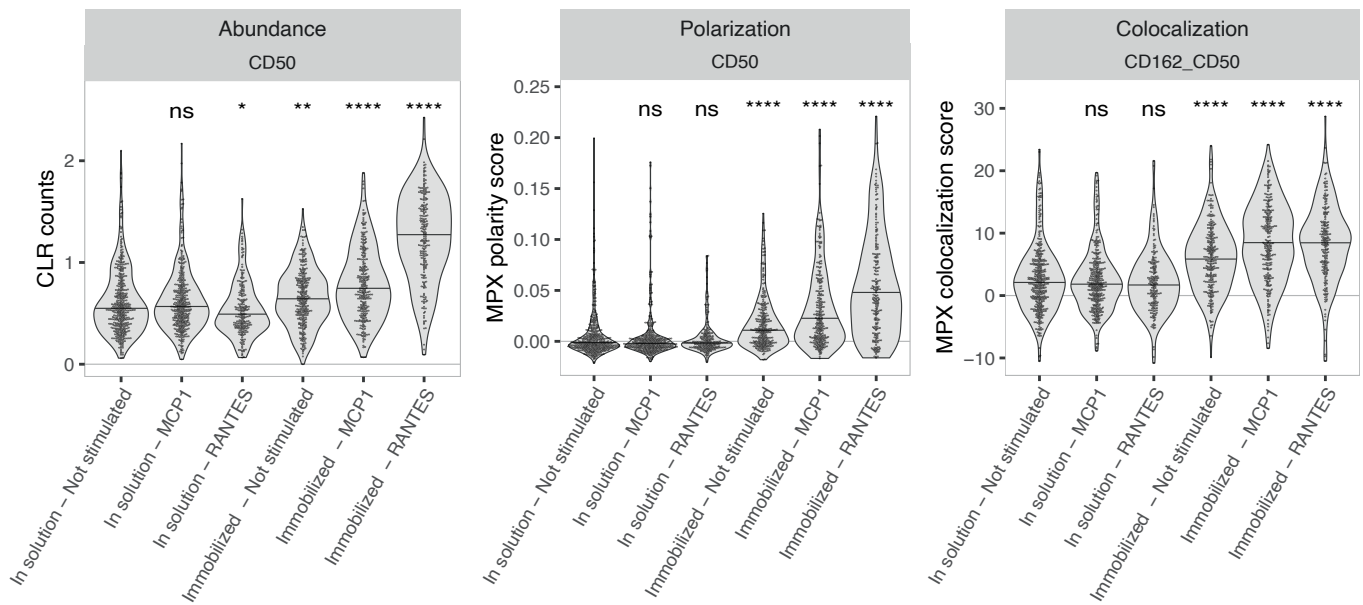 Abundance
CD50
CLR counts
2
1
0
ns
*
**
****
****
In solution – Not stimulated
In solution – MCP1
In solution – RANTES
Immobilized – Not stimulated
Immobilized – MCP1
Immobilized – RANTES
Polarization
CD50
MPX polarity score
0.25
0.20
0.15
0.10
0.05
0.00
ns
ns
****
****
****
In solution – Not stimulated
In solution – MCP1
In solution – RANTES
Immobilized – Not stimulated
Immobilized – MCP1
Immobilized – RANTES
Colocalization
CD162_CD50
MPX colocalization score
30
20
10
0
−10
ns
ns
****
****
****
In solution – Not stimulated
In solution – MCP1
In solution – RANTES
Immobilized – Not stimulated
Immobilized – MCP1
Immobilized – RANTES